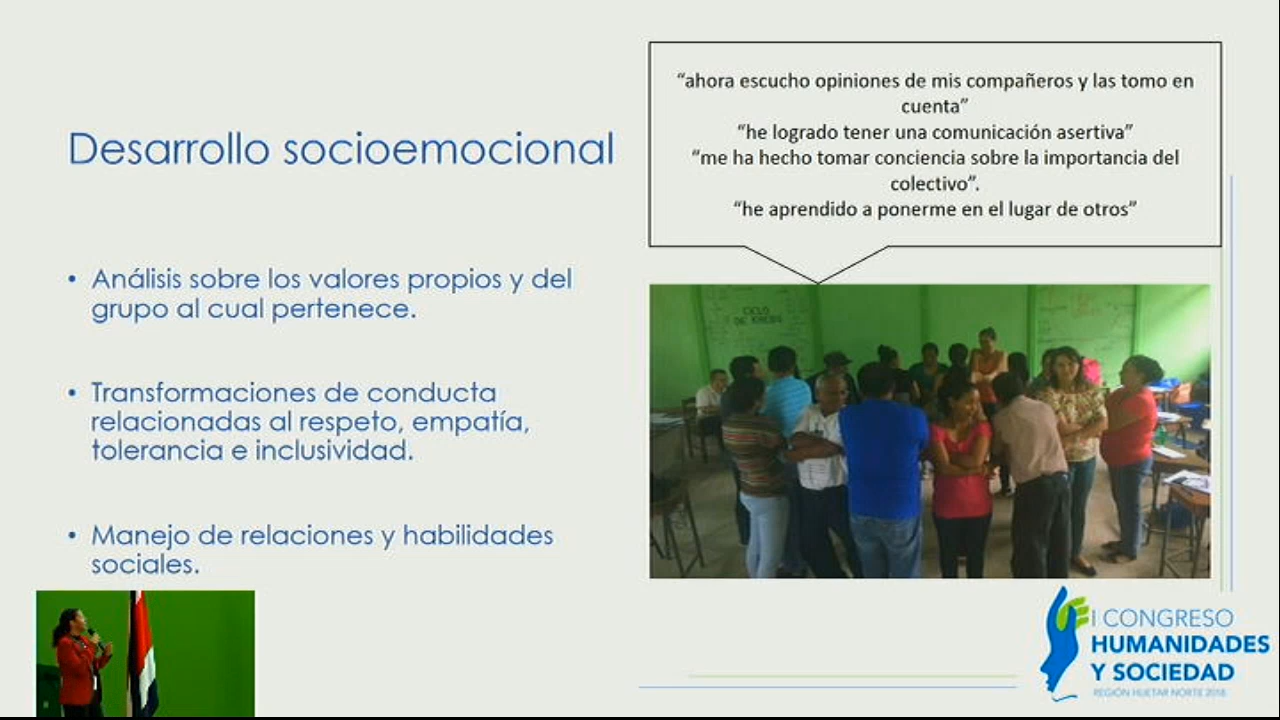 Desarrollo socioemocional
• Análisis sobre los valores propios y del
grupo al cual pertenece.
• Transformaciones de conducta
relacionadas al respeto, empatía,
tolerancia e inclusividad.
• Manejo de relaciones y habilidades
sociales.
“ahora escucho opiniones de mis compañeros y las tomo en
cuenta”
“he logrado tener una comunicación asertiva”
“me ha hecho tomar conciencia sobre la importancia del
colectivo”.
“he aprendido a ponerme en el lugar de otros”
CICLO
DE KREBS
I CONGRESO
HUMANIDADES
Y SOCIEDAD
REGIÓN HUETAR NORTE 2018